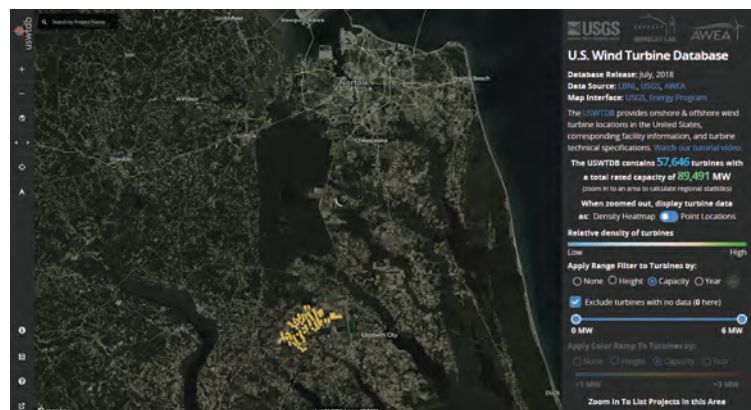 uswtdb
Search by Project Name
Smithfield
Newport News
Norfolk
Virginia Beach
Windsor
Suffolk
Chesapeake
Franklin
Elizabeth City
Duck
USGS
BERKELEY LAB
AWEA
U.S. Wind Turbine Database
Database Release: July, 2018
Data Source: LBNL, USGS, AWEA
Map Interface: USGS, Energy Program
The USWTDB provides onshore & offshore wind
turbine locations in the United States,
corresponding facility information, and turbine
technical specifications. Watch our tutorial video.
The USWTDB contains 57,646 turbines with
a total rated capacity of 89,491 MW
(zoom in to an area to calculate regional statistics)
When zoomed out, display turbine data
as: Density Heatmap Point Locations
Relative density of turbines
Low High
Apply Range Filter to Turbines by:
None Height Capacity Year
Exclude turbines with no data (0 here)
0 MW 6 MW
Apply Color Ramp To Turbines by:
None Height Capacity Year
<1 MW >3 MW
Zoom In To List Projects in this Area